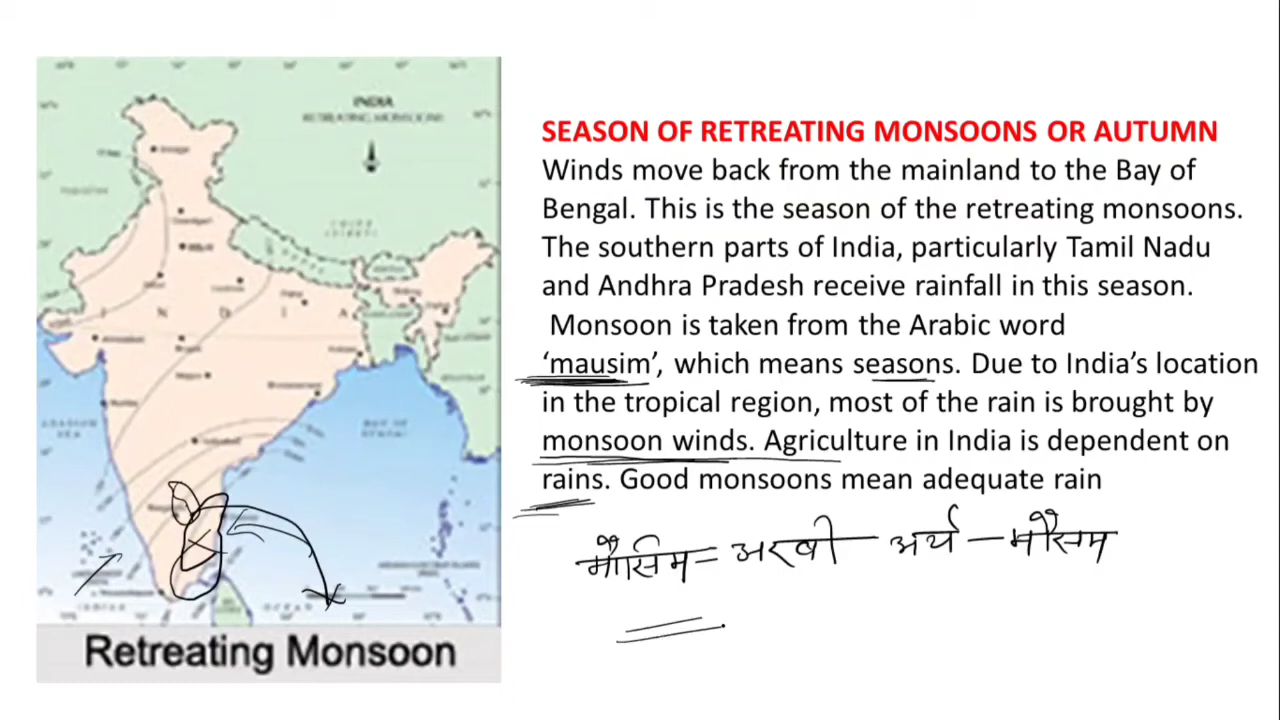 INDIA
RETREATING MONSOONS
Retreating Monsoon
SEASON OF RETREATING MONSOONS OR AUTUMN
Winds move back from the mainland to the Bay of
Bengal. This is the season of the retreating monsoons.
The southern parts of India, particularly Tamil Nadu
and Andhra Pradesh receive rainfall in this season.
Monsoon is taken from the Arabic word
‘mausim’, which means seasons. Due to India’s location
in the tropical region, most of the rain is brought by
monsoon winds. Agriculture in India is dependent on
rains. Good monsoons mean adequate rain
मौसिम = अरबी अर्थ – मौसम